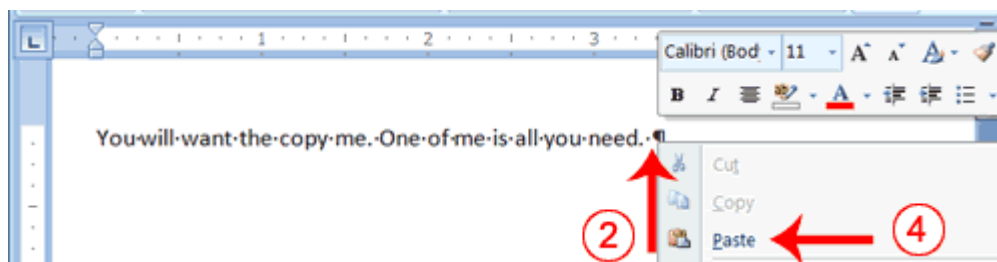 1 2 3
Calibri (Bod 11 A A A
B I A
You·will·want·the·copy·me.·One·of·me·is·all·you·need.·¶
Cut
Copy
2 Paste 4